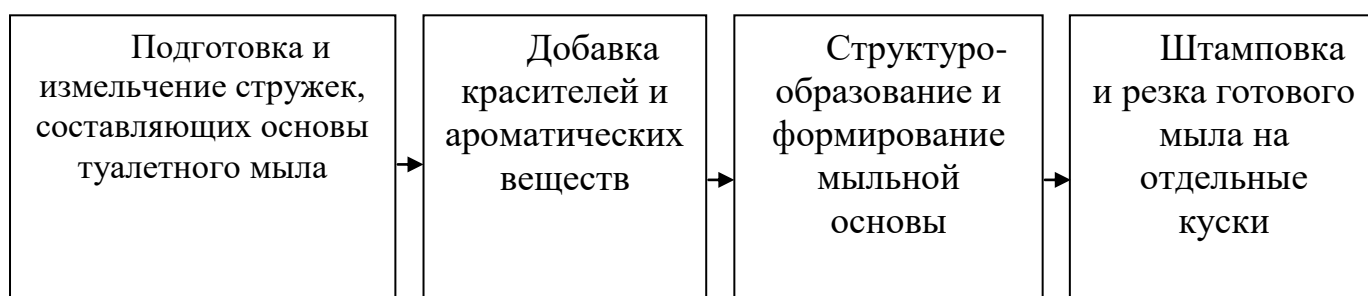 Подготовка и
измельчение стружек,
составляющих основы
туалетного мыла
Добавка
красителей и
ароматических
веществ
Структуро-
образование и
формирование
мыльной
основы
Штамповка
и резка готового
мыла на
отдельные
куски